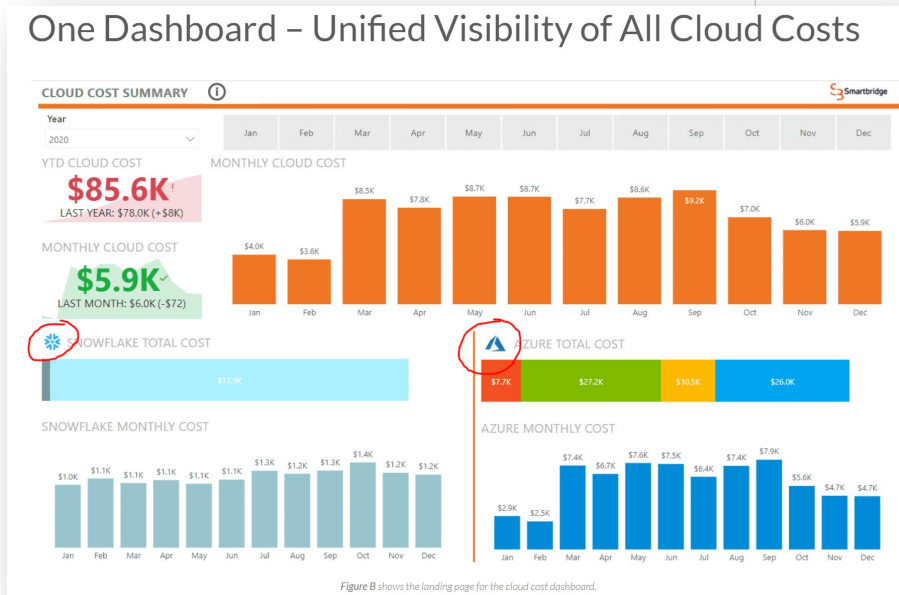 One Dashboard – Unified Visibility of All Cloud Costs
CLOUD COST SUMMARY
Smartbridge
Year
2020
Jan Feb Mar Apr May Jun Jul Aug Sep Oct Nov Dec
YTD CLOUD COST
$85.6K!
LAST YEAR: $78.0K (+$8K)
MONTHLY CLOUD COST
$5.9K
LAST MONTH: $6.0K (-$72)
MONTHLY CLOUD COST
$4.0K $3.6K $8.5K $7.8K $8.7K $8.7K $7.7K $8.6K $9.2K $7.0K $6.0K $5.9K
Jan Feb Mar Apr May Jun Jul Aug Sep Oct Nov Dec
SNOWFLAKE TOTAL COST
SNOWFLAKE MONTHLY COST
$1.0K $1.1K $1.1K $1.1K $1.1K $1.1K $1.3K $1.2K $1.3K $1.4K $1.2K $1.2K
Jan Feb Mar Apr May Jun Jul Aug Sep Oct Nov Dec
AZURE TOTAL COST
$7.7K $27.2K $10.5K $26.0K
AZURE MONTHLY COST
$2.9K $2.5K $7.4K $6.7K $7.6K $7.5K $6.4K $7.4K $7.9K $5.6K $4.7K $4.7K
Jan Feb Mar Apr May Jun Jul Aug Sep Oct Nov Dec
Figure B shows the landing page for the cloud cost dashboard.